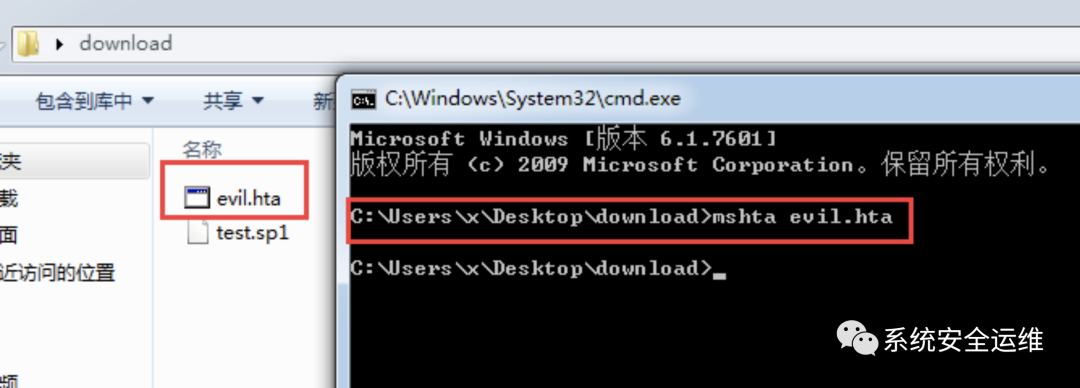 download
包含到库中
共享
新
名称
evil.hta
test.sp1
夹
载
面
近访问的位置
频
C:\Windows\System32\cmd.exe
Microsoft Windows [版本 6.1.7601]
版权所有 (c) 2009 Microsoft Corporation。保留所有权利。
C:\Users\x\Desktop\download>mshta evil.hta
C:\Users\x\Desktop\download>_
系统安全运维